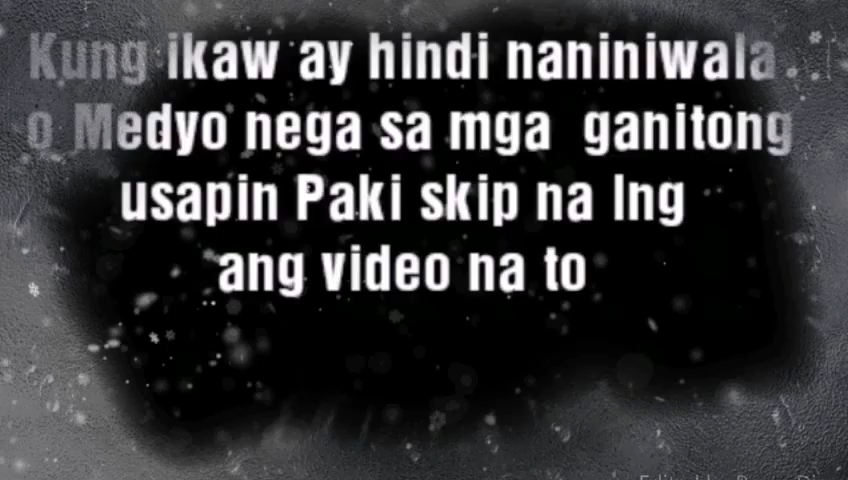 Kung ikaw ay hindi naniniwala
o Medyo nega sa mga ganitong
usapin Paki skip na lng
ang video na to